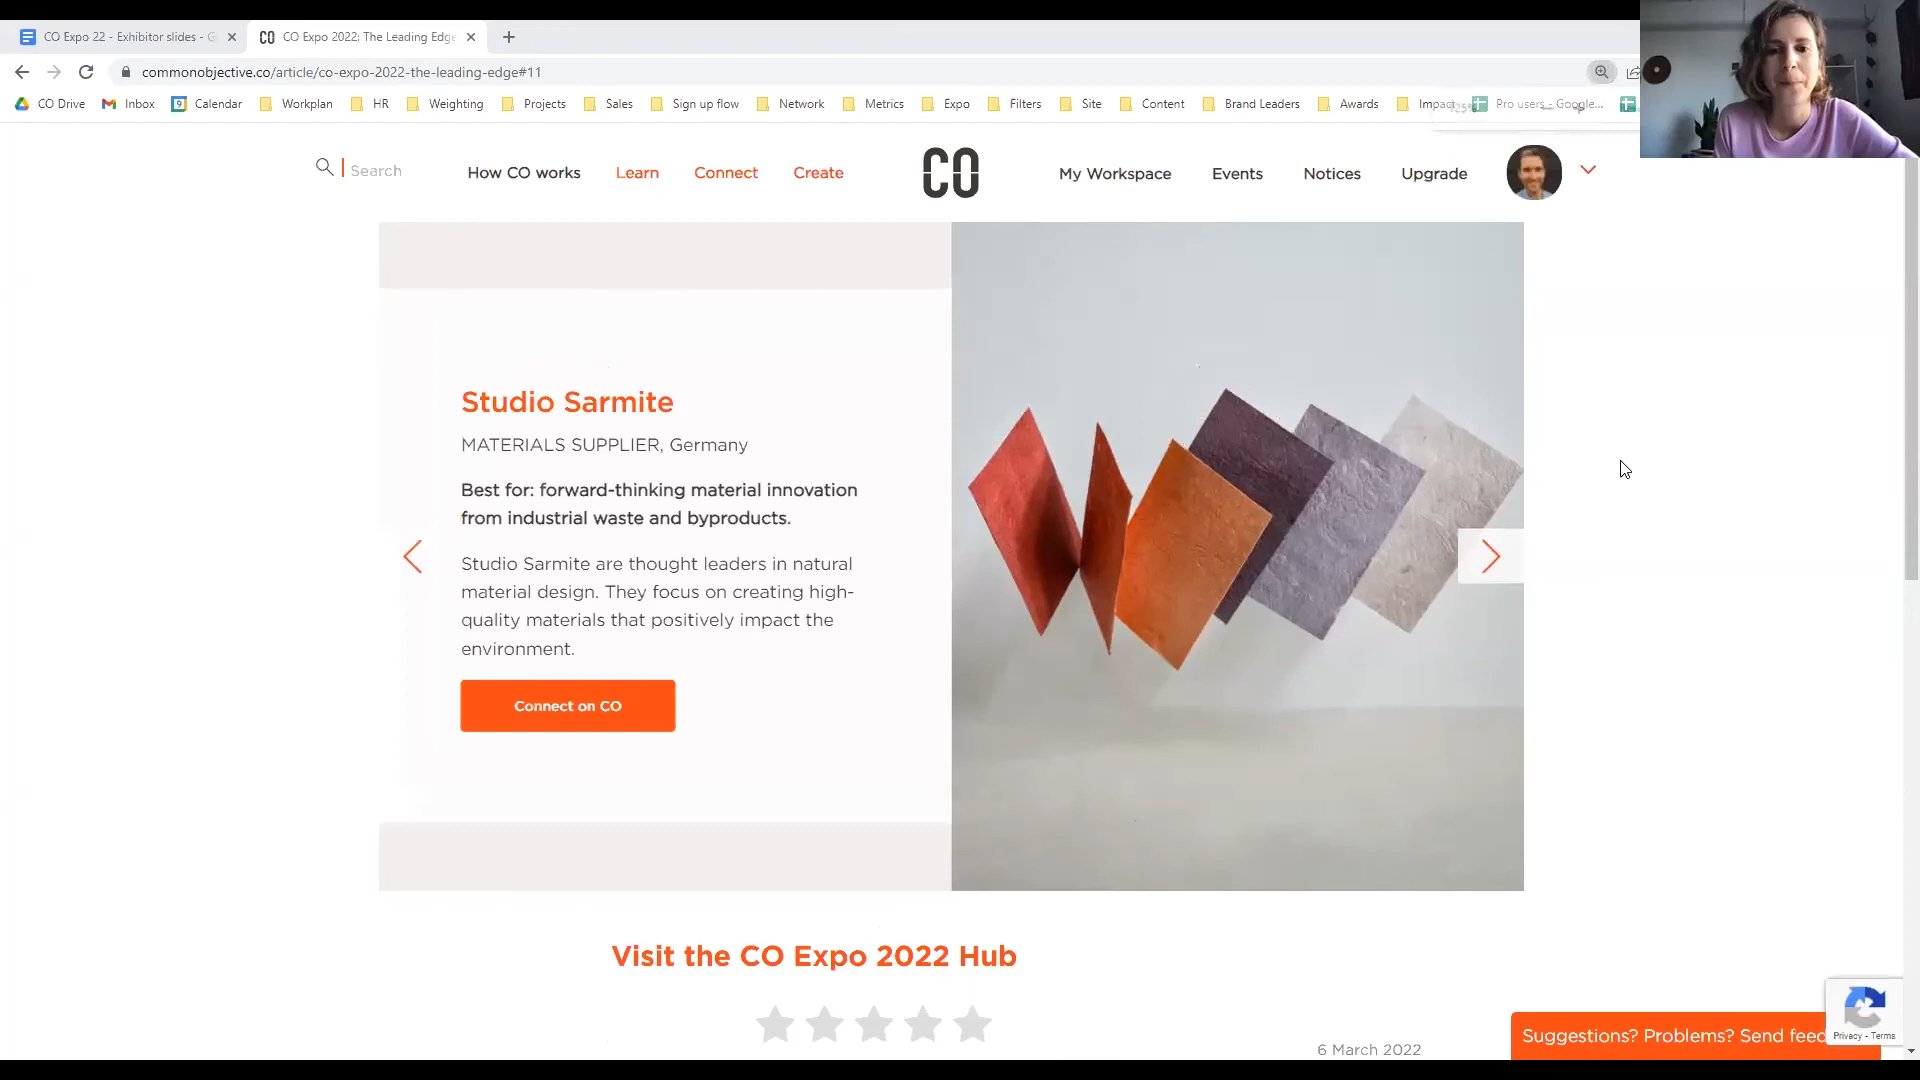 CO Expo 22 - Exhibitor slides - G
CO Expo 2022: The Leading Edge
commonobjective.co/article/co-expo-2022-the-leading-edge#11
CO Drive Inbox Calendar Workplan HR Weighting Projects Sales Sign up flow Network Metrics Expo Filters Site Content Brand Leaders Awards Impact Pro users - Google...
Search
How CO works Learn Connect Create
CO
My Workspace Events Notices Upgrade
Studio Sarmite
MATERIALS SUPPLIER, Germany
Best for: forward-thinking material innovation
from industrial waste and byproducts.
Studio Sarmite are thought leaders in natural
material design. They focus on creating high-
quality materials that positively impact the
environment.
Connect on CO
Visit the CO Expo 2022 Hub
6 March 2022
Suggestions? Problems? Send feed
Privacy - Terms